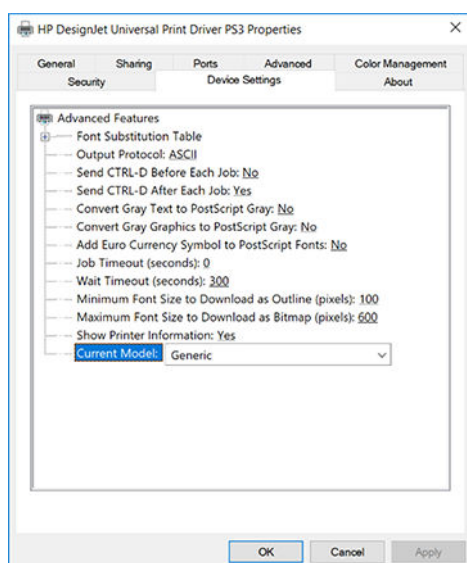 HP DesignJet Universal Print Driver PS3 Properties
General Sharing Ports Advanced Color Management
Security Device Settings About
Advanced Features
Font Substitution Table
Output Protocol: ASCII
Send CTRL-D Before Each Job: No
Send CTRL-D After Each Job: Yes
Convert Gray Text to PostScript Gray: No
Convert Gray Graphics to PostScript Gray: No
Add Euro Currency Symbol to PostScript Fonts: No
Job Timeout (seconds): 0
Wait Timeout (seconds): 300
Minimum Font Size to Download as Outline (pixels): 100
Maximum Font Size to Download as Bitmap (pixels): 600
Show Printer Information: Yes
Current Model: Generic
OK Cancel Apply